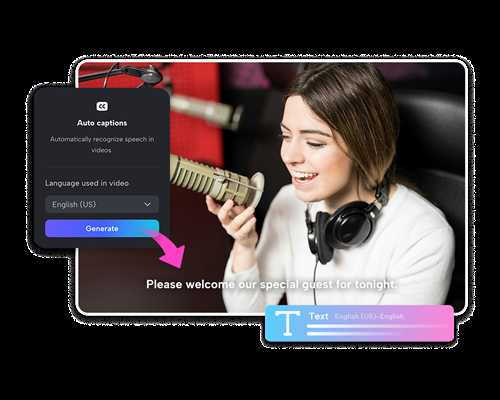 cc
Auto captions
Automatically recognize speech in
videos
Language used in video
English (US)
Generate
Please welcome our special guest for tonight.
T Text English (US)-English